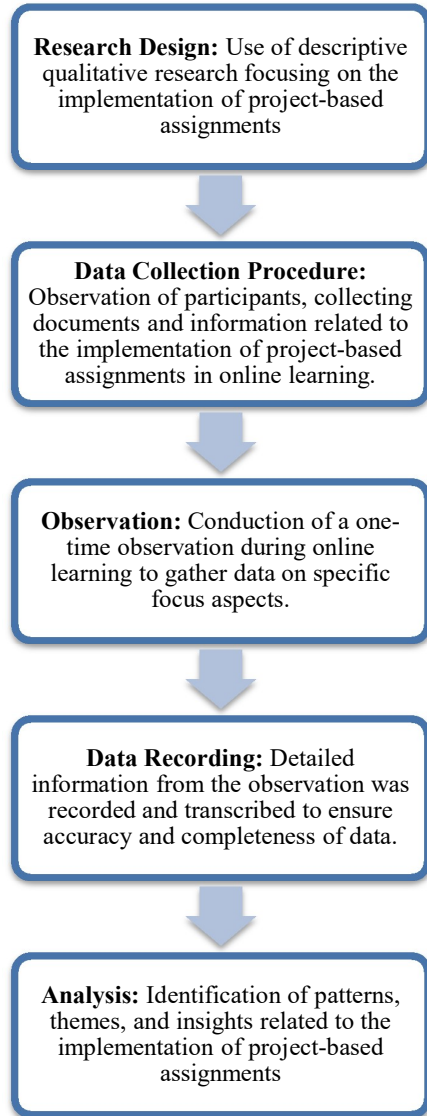 Research Design: Use of descriptive
qualitative research focusing on the
implementation of project-based
assignments
Data Collection Procedure:
Observation of participants, collecting
documents and information related to
the implementation of project-based
assignments in online learning.
Observation: Conduction of a one-
time observation during online
learning to gather data on specific
focus aspects.
Data Recording: Detailed
information from the observation was
recorded and transcribed to ensure
accuracy and completeness of data.
Analysis: Identification of patterns,
themes, and insights related to the
implementation of project-based
assignments